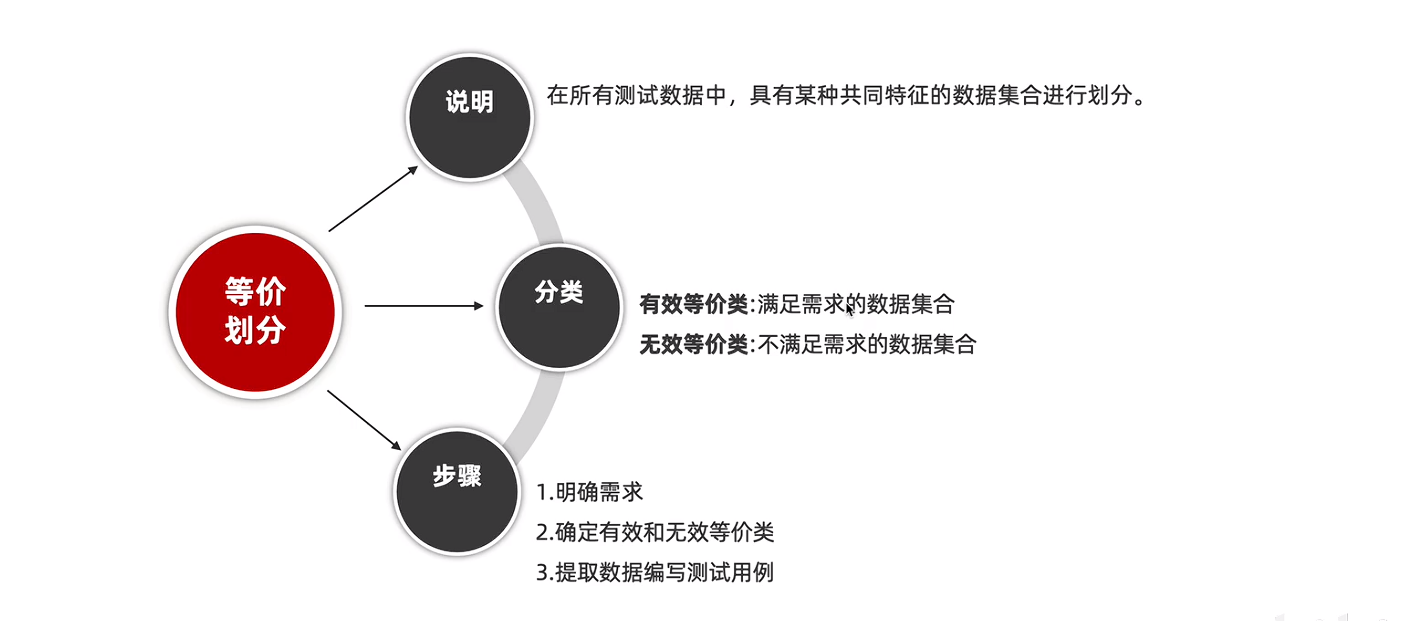 说明
在所有测试数据中，具有某种共同特征的数据集合进行划分。
等价
划分
分类
有效等价类:满足需求的数据集合
无效等价类:不满足需求的数据集合
步骤
1.明确需求
2.确定有效和无效等价类
3.提取数据编写测试用例